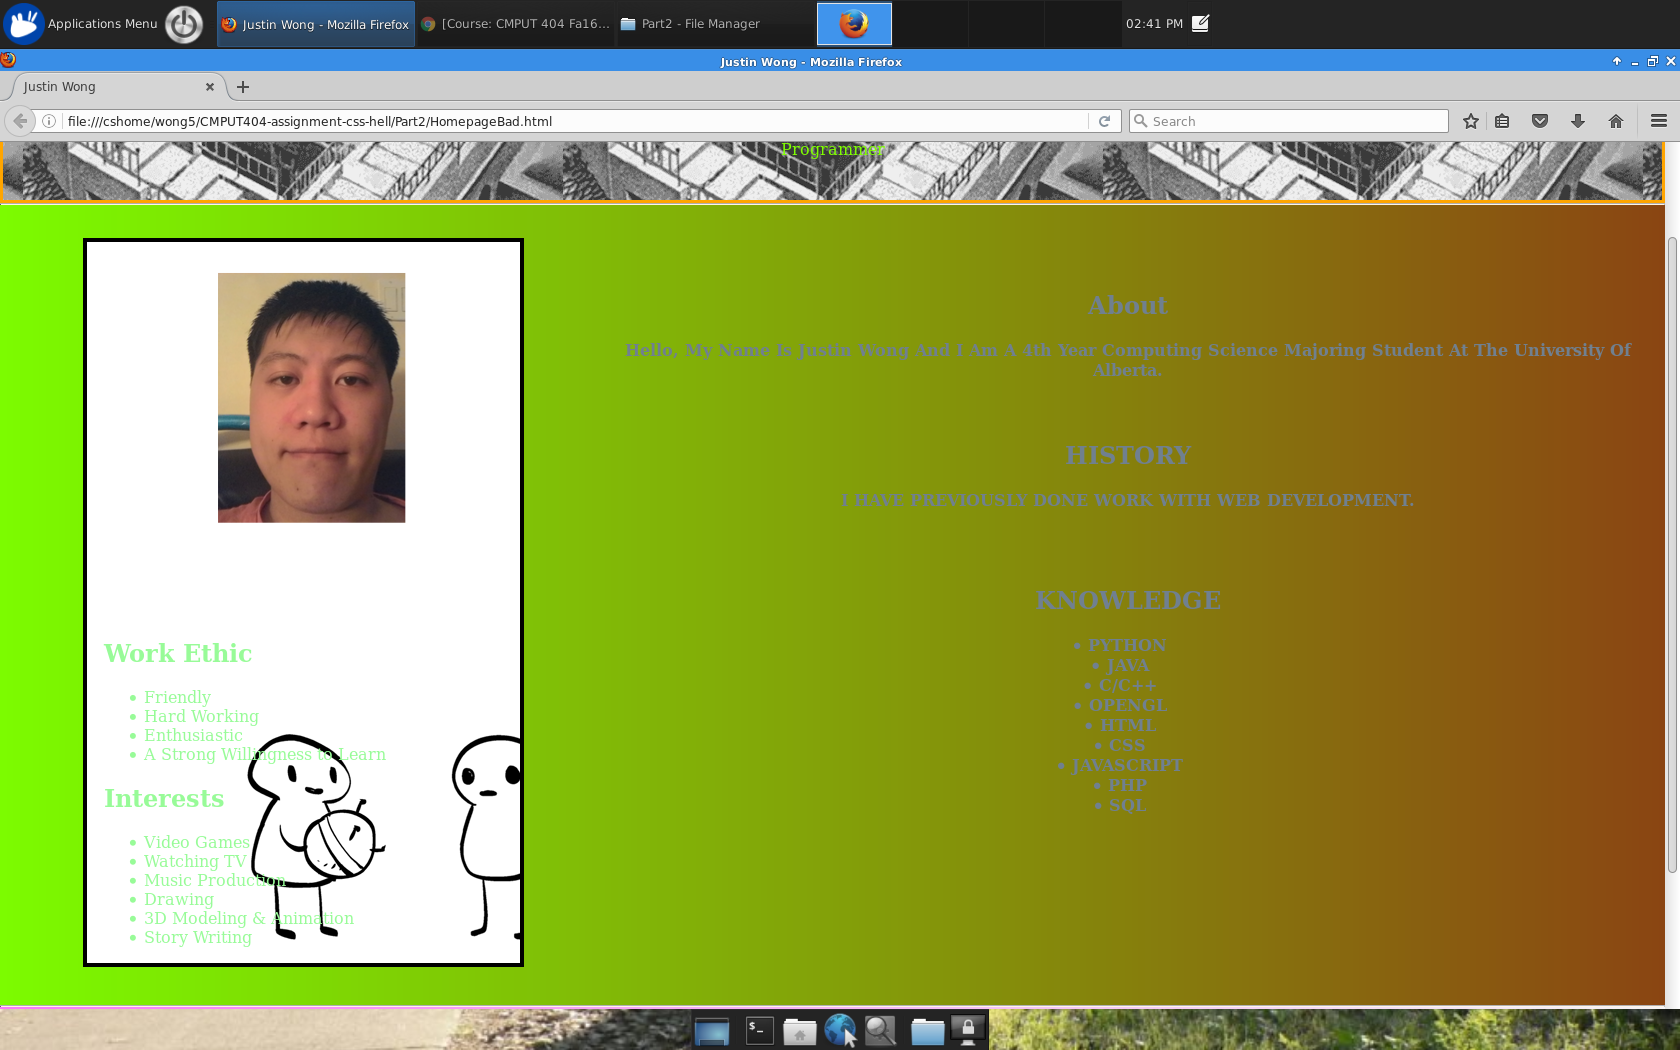 Applications Menu
Justin Wong - Mozilla Firefox
[Course: CMPUT 404 Fa16...
Part2 - File Manager
02:41 PM
Justin Wong - Mozilla Firefox
Justin Wong
file:///cshome/wong5/CMPUT404-assignment-css-hell/Part2/HomepageBad.html
Search
Programmer
About
Hello, My Name Is Justin Wong And I Am A 4th Year Computing Science Majoring Student At The University Of
Alberta.
HISTORY
I HAVE PREVIOUSLY DONE WORK WITH WEB DEVELOPMENT.
KNOWLEDGE
• PYTHON
• JAVA
• C/C++
• OPENGL
• HTML
• CSS
• JAVASCRIPT
• PHP
• SQL
Work Ethic
• Friendly
• Hard Working
• Enthusiastic
• A Strong Willingness to Learn
Interests
• Video Games
• Watching TV
• Music Production
• Drawing
• 3D Modeling & Animation
• Story Writing
$_